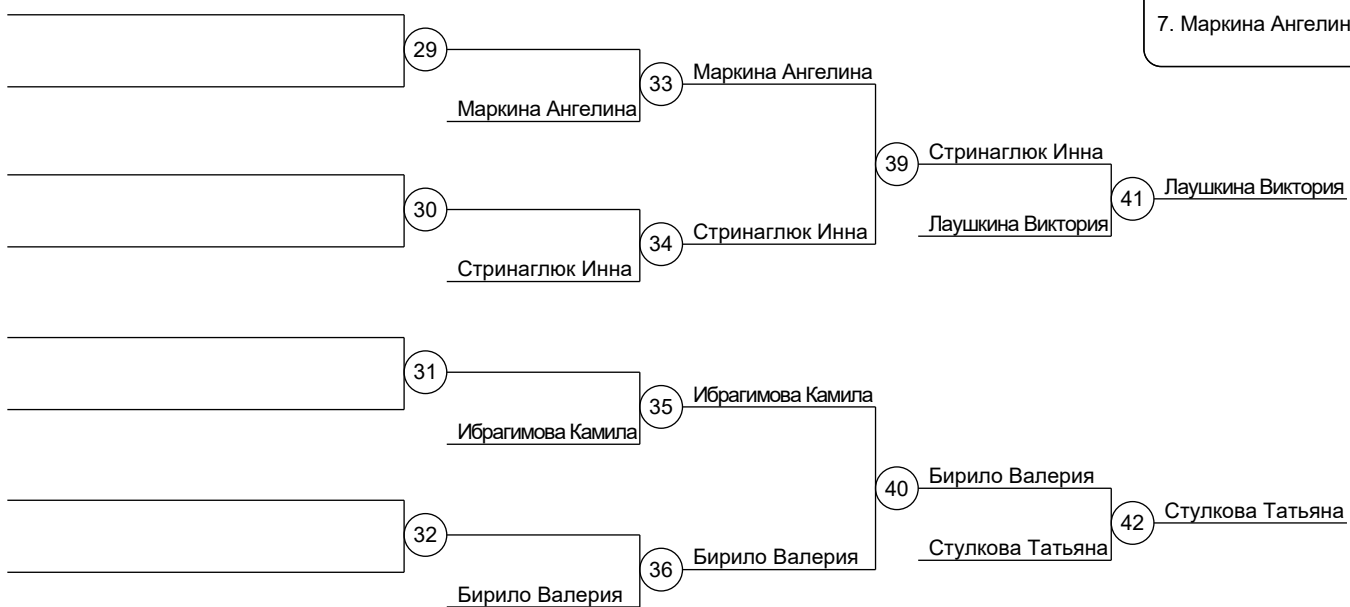 7. Маркина Ангелин
29
33
Маркина Ангелина
Маркина Ангелина
39
Стринаглюк Инна
41
Лаушкина Виктория
30
34
Стринаглюк Инна
Лаушкина Виктория
Стринаглюк Инна
31
35
Ибрагимова Камила
Ибрагимова Камила
40
Бирило Валерия
42
Стулкова Татьяна
32
36
Бирило Валерия
Стулкова Татьяна
Бирило Валерия